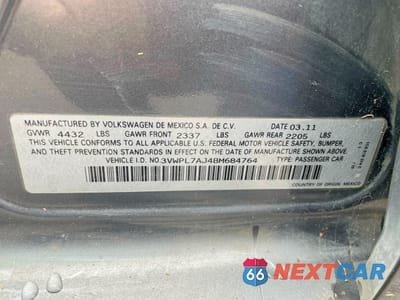 MANUFACTURED BY VOLKSWAGEN DE MEXICO S.A. DE C.V. DATE 03.11
GVWR 4432 LBS GAWR FRONT 2337 LBS GAWR REAR 2205 LBS
THIS VEHICLE CONFORMS TO ALL APPLICABLE U.S. FEDERAL MOTOR VEHICLE SAFETY, BUMPER,
AND THEFT PREVENTION STANDARDS IN EFFECT ON THE DATE OF MANUFACTURE SHOWN ABOVE.
VEHICLE I.D. NO.: 3VWPL7AJ4BM684764 TYPE: PASSENGER CAR
COUNTRY OF ORIGIN: MEXICO
66 NEXTCAR